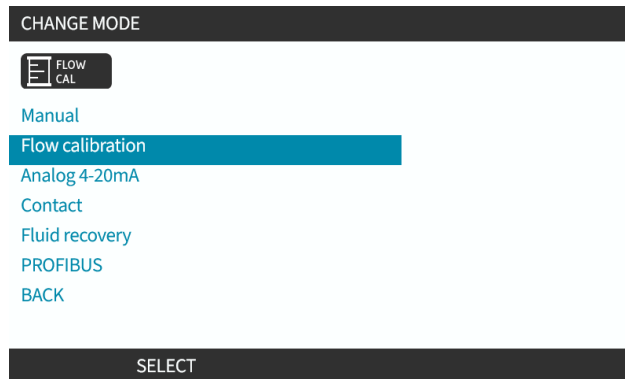 CHANGE MODE
FLOW
CAL
Manual
Flow calibration
Analog 4-20mA
Contact
Fluid recovery
PROFIBUS
BACK
SELECT